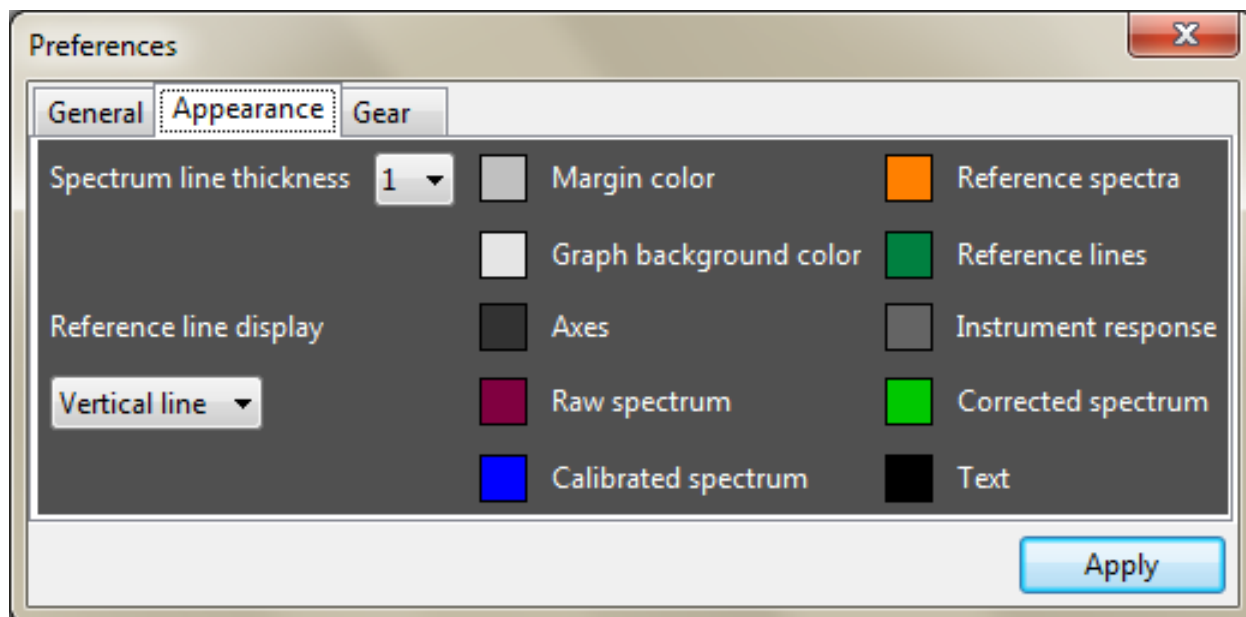 Preferences
General Appearance Gear
Spectrum line thickness 1 Margin color Reference spectra
Graph background color Reference lines
Reference line display Axes Instrument response
Vertical line Raw spectrum Corrected spectrum
Calibrated spectrum Text
Apply